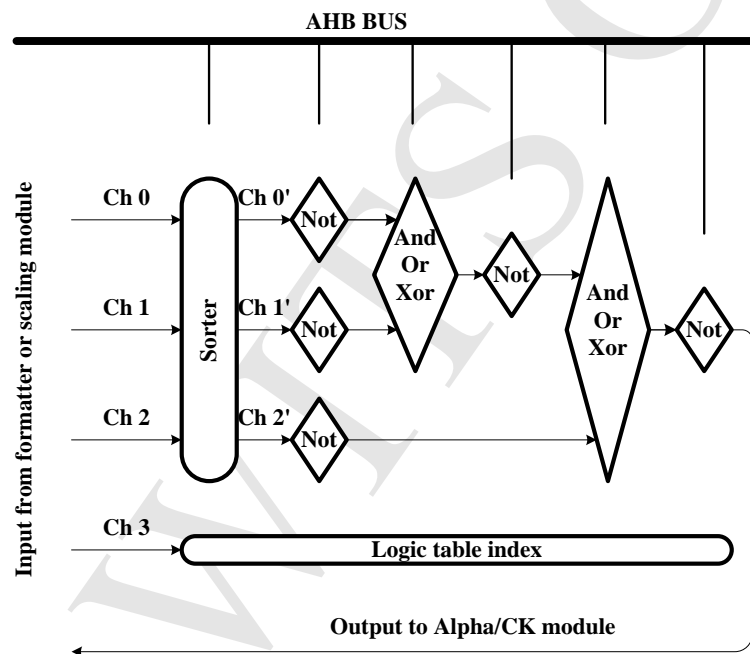 AHB BUS
Input from formatter or scaling module
Ch 0
Ch 0'
Not
And
Or
Xor
Ch 1
Sorter
Ch 1'
Not
Not
And
Or
Xor
Not
Ch 2
Ch 2'
Not
Ch 3
Logic table index
Output to Alpha/CK module